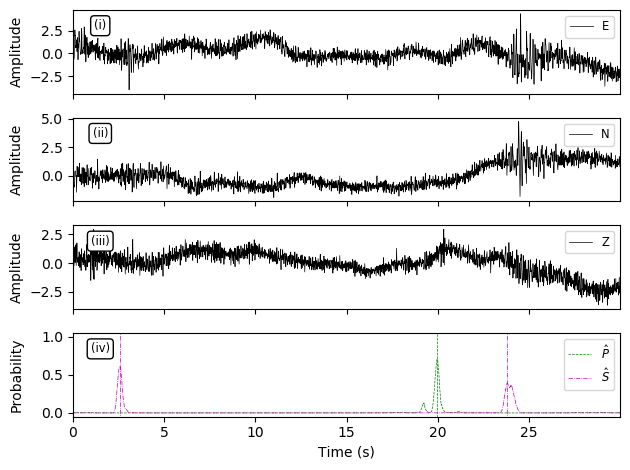 (i)
E
Amplitude
2.5
0.0
−2.5
(ii)
N
Amplitude
5.0
2.5
0.0
(iii)
Z
Amplitude
2.5
0.0
−2.5
(iv)
P̂
Ŝ
Probability
1.0
0.5
0.0
0 5 10 15 20 25
Time (s)